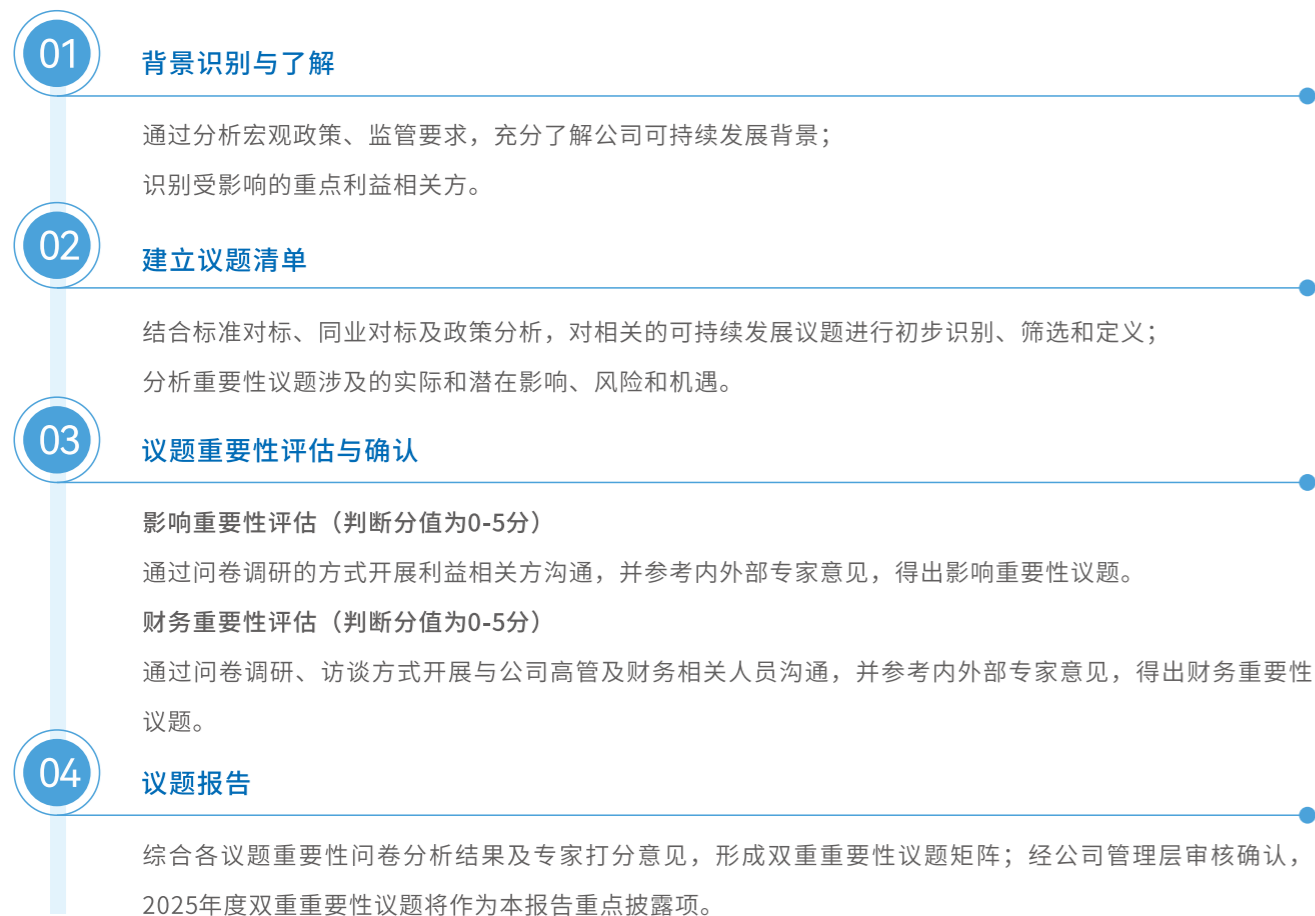 01
背景识别与了解
通过分析宏观政策、监管要求，充分了解公司可持续发展背景；
识别受影响的重点利益相关方。
02
建立议题清单
结合标准对标、同业对标及政策分析，对相关的可持续发展议题进行初步识别、筛选和定义；
分析重要性议题涉及的实际和潜在影响、风险和机遇。
03
议题重要性评估与确认
影响重要性评估（判断分值为0-5分）
通过问卷调研的方式开展利益相关方沟通，并参考内外部专家意见，得出影响重要性议题。
财务重要性评估（判断分值为0-5分）
通过问卷调研、访谈方式开展与公司高管及财务相关人员沟通，并参考内外部专家意见，得出财务重要性
议题。
04
议题报告
综合各议题重要性问卷分析结果及专家打分意见，形成双重重要性议题矩阵；经公司管理层审核确认，
2025年度双重重要性议题将作为本报告重点披露项。